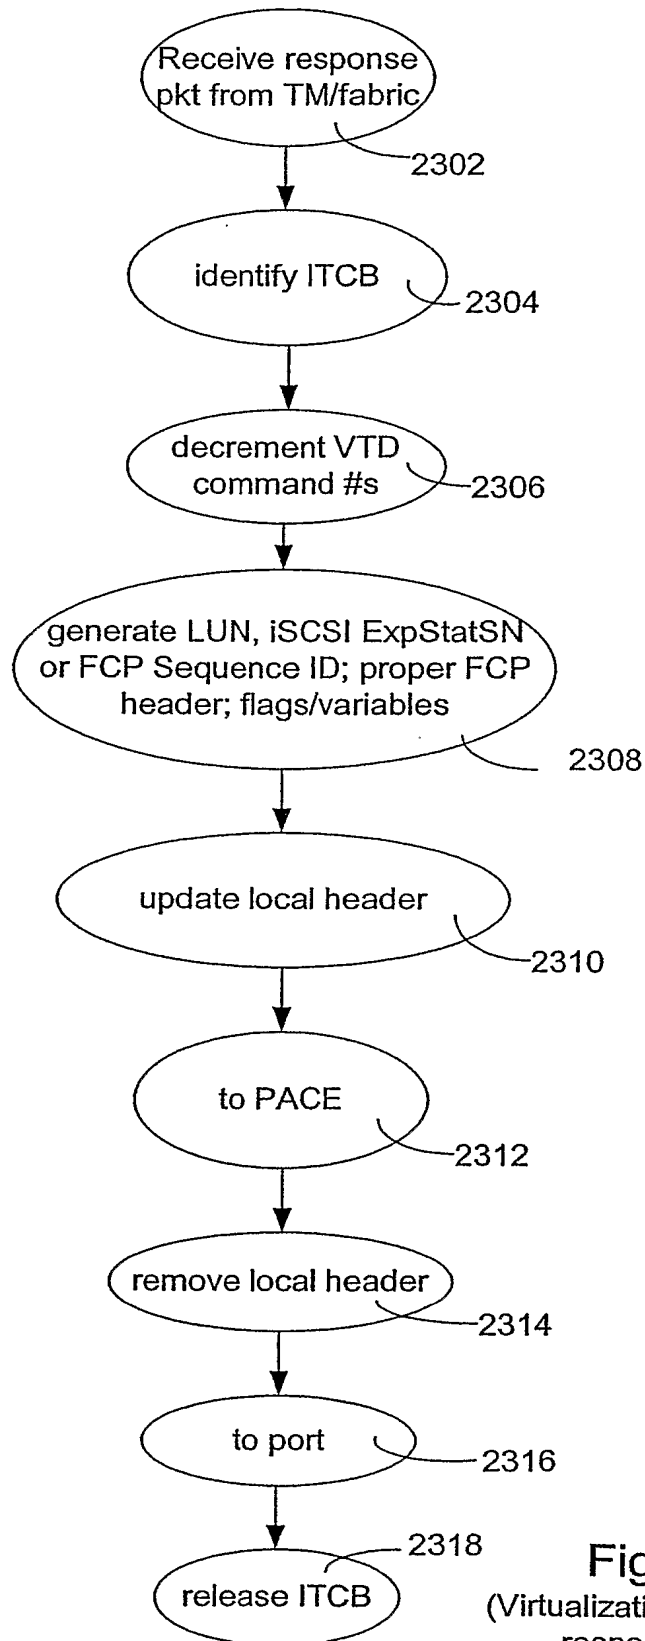 Receive response
pkt from TM/fabric
2302
identify ITCB
2304
decrement VTD
command #s
2306
generate LUN, iSCSI ExpStatSN
or FCP Sequence ID; proper FCP
header; flags/variables
2308
update local header
2310
to PACE
2312
remove local header
2314
to port
2316
release ITCB
2318